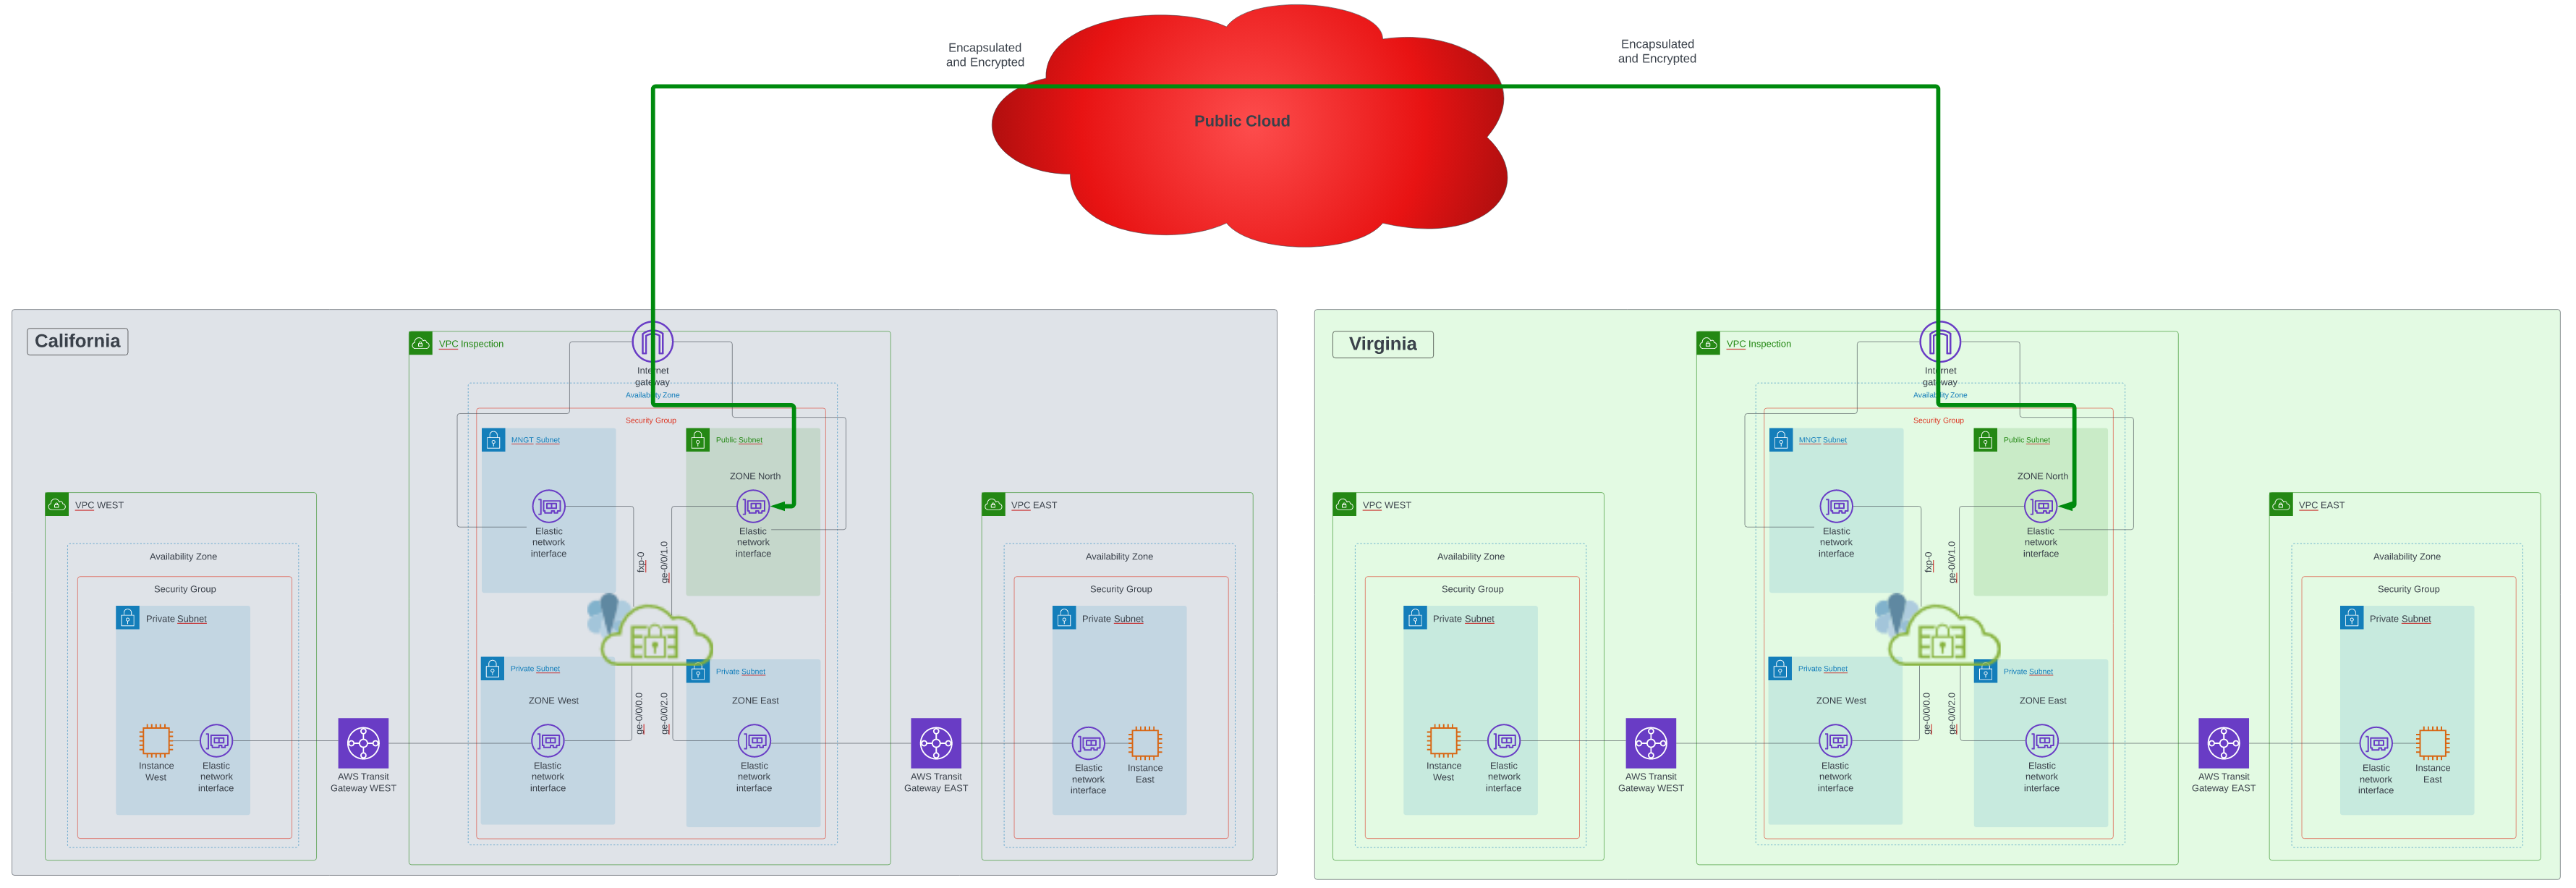 Encapsulated
and Encrypted
Encapsulated
and Encrypted
Public Cloud
California
VPC Inspection
Internet
gateway
Availability Zone
Security Group
MNGT Subnet
Public Subnet
ZONE North
Elastic
network
interface
Elastic
network
interface
fxp-0
ge-0/0/1.0
VPC WEST
Availability Zone
Security Group
Private Subnet
Instance
West
Elastic
network
interface
AWS Transit
Gateway WEST
Private Subnet
ZONE West
Elastic
network
interface
ge-0/0/0.0
ge-0/0/2.0
Private Subnet
ZONE East
Elastic
network
interface
AWS Transit
Gateway EAST
VPC EAST
Availability Zone
Security Group
Private Subnet
Elastic
network
interface
Instance
East
Virginia
VPC Inspection
Internet
gateway
Availability Zone
Security Group
MNGT Subnet
Public Subnet
ZONE North
Elastic
network
interface
Elastic
network
interface
fxp-0
ge-0/0/1.0
VPC WEST
Availability Zone
Security Group
Private Subnet
Instance
West
Elastic
network
interface
AWS Transit
Gateway WEST
Private Subnet
ZONE West
Elastic
network
interface
ge-0/0/0.0
ge-0/0/2.0
Private Subnet
ZONE East
Elastic
network
interface
AWS Transit
Gateway EAST
VPC EAST
Availability Zone
Security Group
Private Subnet
Elastic
network
interface
Instance
East